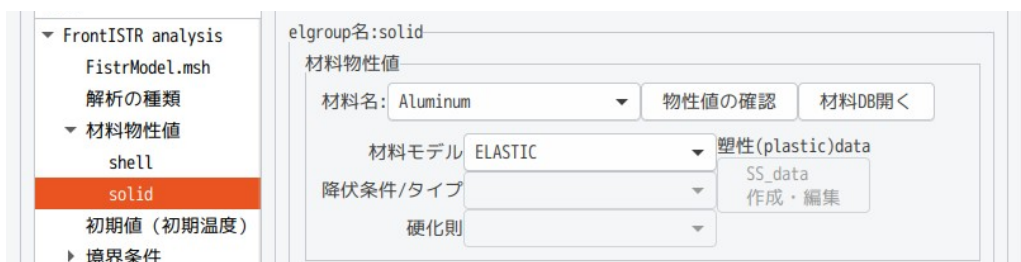 FrontISTR analysis
FistrModel.msh
解析の種類
材料物性値
shell
solid
初期値 (初期温度)
境界条件
elgroup名:solid
材料物性値
材料名: Aluminum 物性値の確認 材料DB開く
材料モデル ELASTIC
降伏条件/タイプ
硬化則
塑性(plastic)data
SS_data
作成・編集